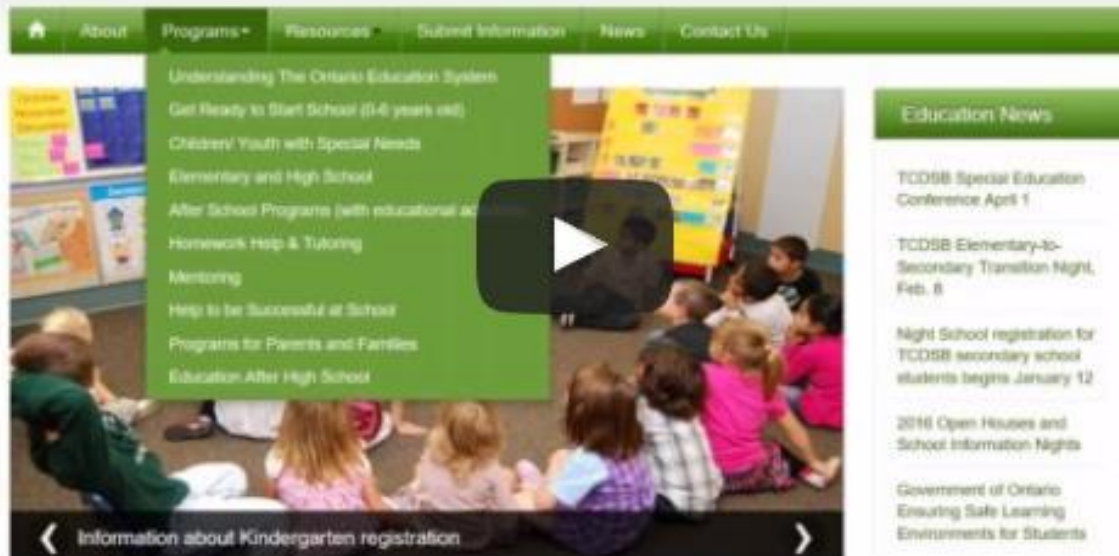 About Programs Resources Submit Information News Contact Us
Understanding The Ontario Education System
Get Ready to Start School (0-6 years old)
Children/ Youth with Special Needs
Elementary and High School
After School Programs (with educational
Homework Help & Tutoring
Mentoring
Help to be Successful at School
Programs for Parents and Families
Education After High School
Information about Kindergarten registration
Education News
TCDSB Special Education
Conference April 1
TCDSB Elementary-to-
Secondary Transition Night,
Feb. 8
Night School registration for
TCDSB secondary school
students begins January 12
2016 Open Houses and
School Information Nights
Government of Ontario
Ensuring Safe Learning
Environments for Students